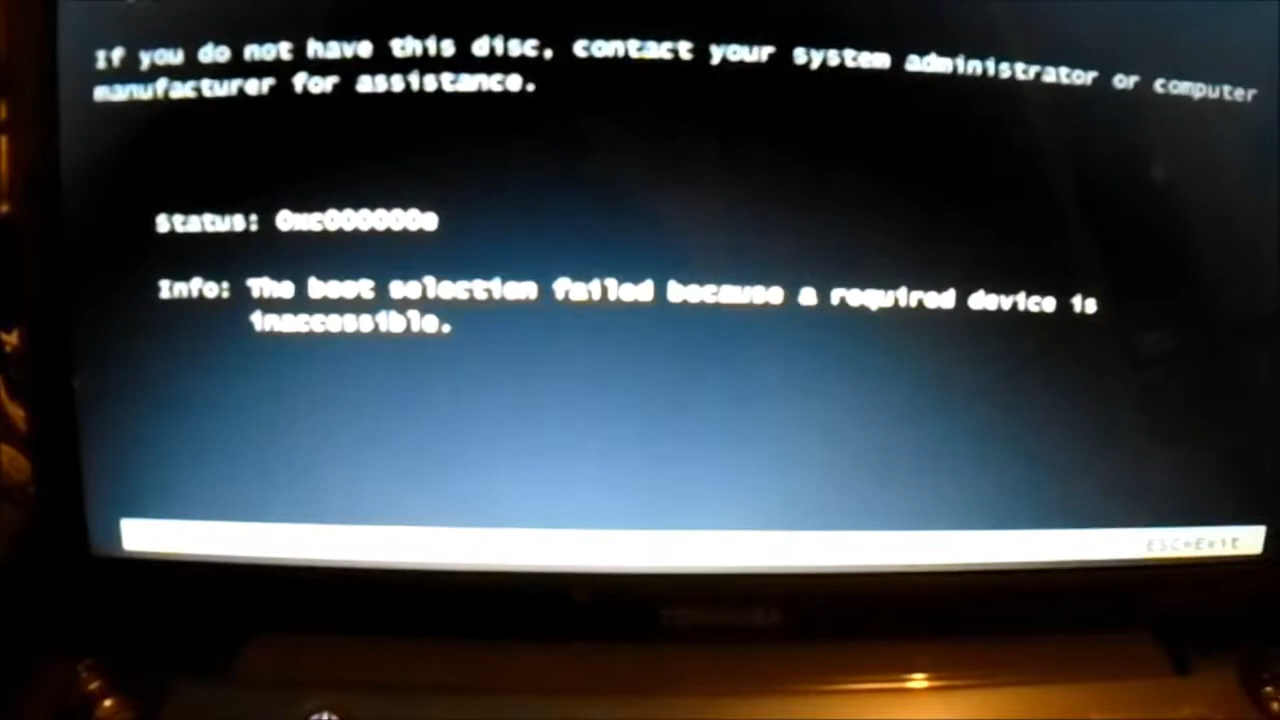 If you do not have this disc, contact your system administrator or computer
manufacturer for assistance.
Status: 0xc000000e
Info: The boot selection failed because a required device is
inaccessible.
ESC=Exit
TOSHIBA